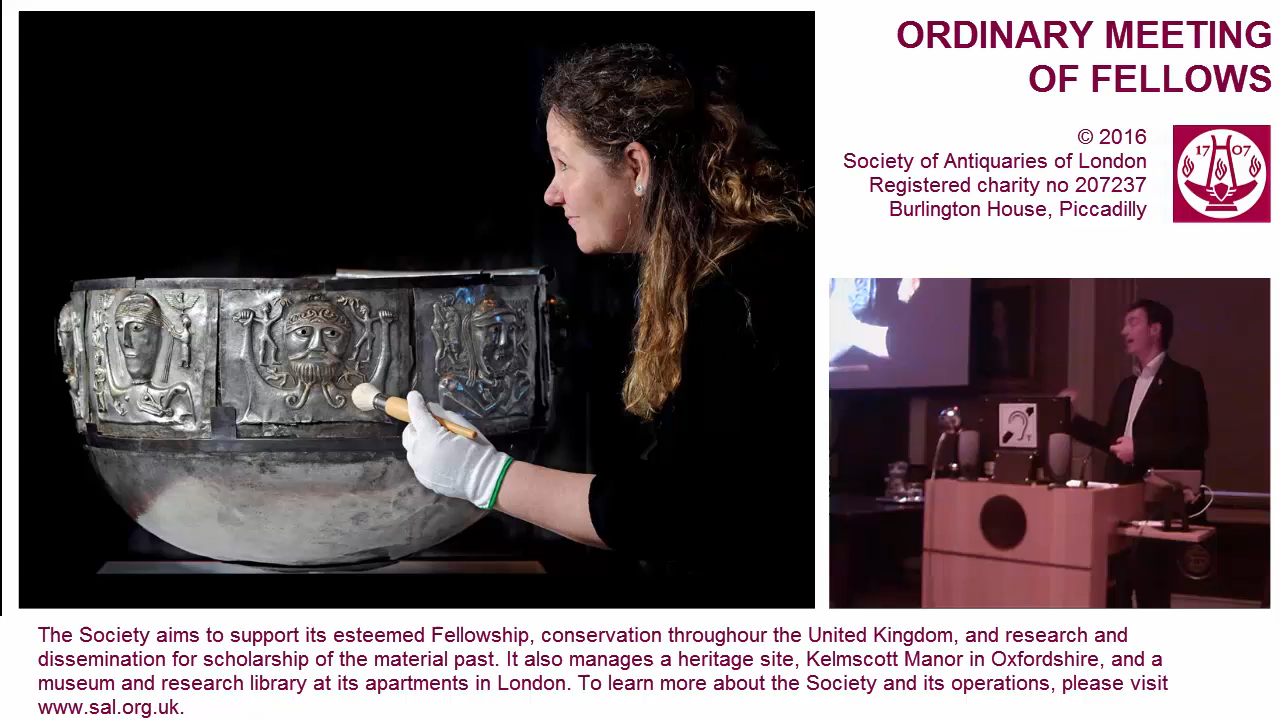 ORDINARY MEETING
OF FELLOWS
© 2016
Society of Antiquaries of London
Registered charity no 207237
Burlington House, Piccadilly
17 07
T
The Society aims to support its esteemed Fellowship, conservation throughour the United Kingdom, and research and
dissemination for scholarship of the material past. It also manages a heritage site, Kelmscott Manor in Oxfordshire, and a
museum and research library at its apartments in London. To learn more about the Society and its operations, please visit
www.sal.org.uk.